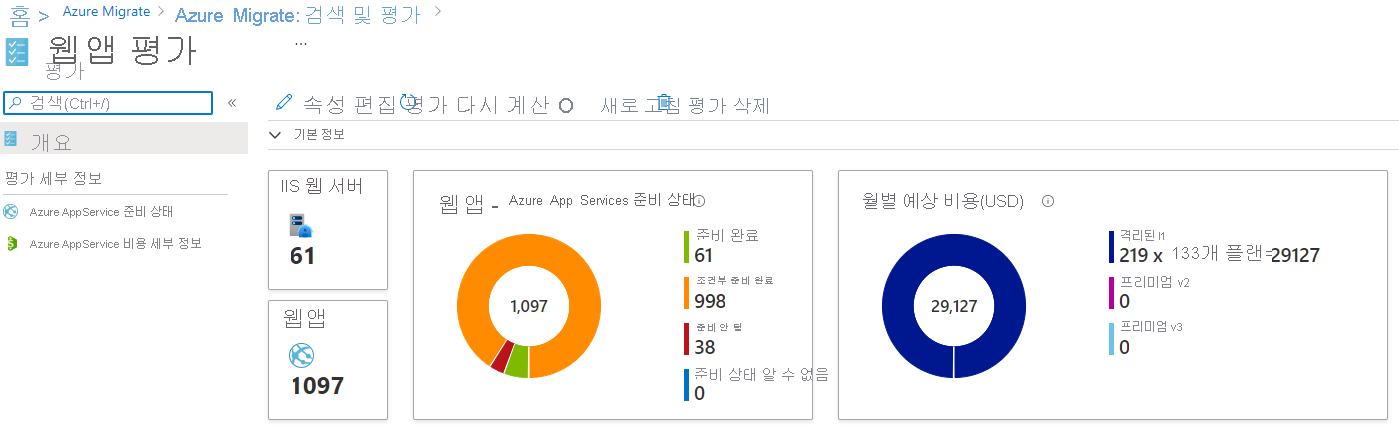 홈 > Azure Migrate > Azure Migrate: 검색 및 평가 >
웹앱 평가 ...
평가
검색(Ctrl+/) «
속성 편집 평가 다시 계산 새로 고침 평가 삭제
개요
기본 정보
평가 세부 정보
Azure AppService 준비 상태
Azure AppService 비용 세부 정보
IIS 웹 서버
61
웹 앱
1097
웹 앱 - Azure App Services 준비 상태
1,097
준비 완료
61
조건부 준비 완료
998
준비 안 됨
38
준비 상태 알 수 없음
0
월별 예상 비용(USD)
29,127
격리된 I1
219 x 133개 플랜=29127
프리미엄 v2
0
프리미엄 v3
0